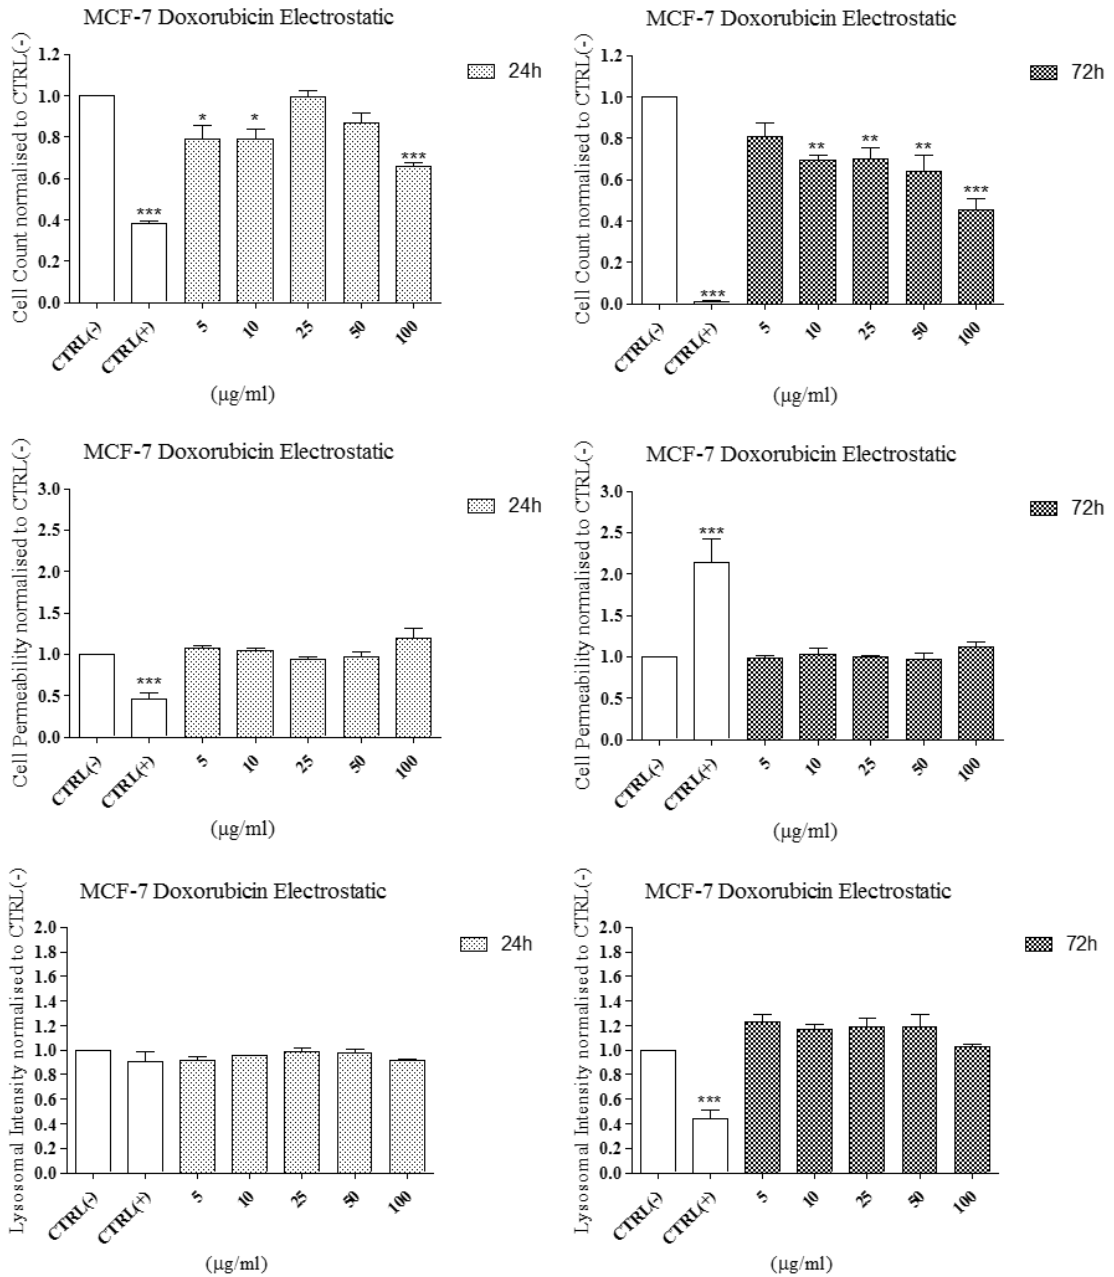 MCF-7 Doxorubicin Electrostatic
Cell Count normalised to CTRL(-)
1.2
1.0
0.8
0.6
0.4
0.2
0.0
***
*
*
***
24h
CTRL(-)
CTRL(+)
5
10
25
50
100
(μg/ml)
MCF-7 Doxorubicin Electrostatic
Cell Count normalised to CTRL(-)
1.2
1.0
0.8
0.6
0.4
0.2
0.0
***
**
**
**
***
72h
CTRL(-)
CTRL(+)
5
10
25
50
100
(μg/ml)
MCF-7 Doxorubicin Electrostatic
Cell Permeability normalised to CTRL(-)
3.0
2.5
2.0
1.5
1.0
0.5
0.0
***
24h
CTRL(-)
CTRL(+)
5
10
25
50
100
(μg/ml)
MCF-7 Doxorubicin Electrostatic
Cell Permeability normalised to CTRL(-)
3.0
2.5
2.0
1.5
1.0
0.5
0.0
***
72h
CTRL(-)
CTRL(+)
5
10
25
50
100
(μg/ml)
MCF-7 Doxorubicin Electrostatic
Lysosomal Intensity normalised to CTRL(-)
2.0
1.8
1.6
1.4
1.2
1.0
0.8
0.6
0.4
0.2
0.0
24h
CTRL(-)
CTRL(+)
5
10
25
50
100
(μg/ml)
MCF-7 Doxorubicin Electrostatic
Lysosomal Intensity normalised to CTRL(-)
2.0
1.8
1.6
1.4
1.2
1.0
0.8
0.6
0.4
0.2
0.0
***
72h
CTRL(-)
CTRL(+)
5
10
25
50
100
(μg/ml)